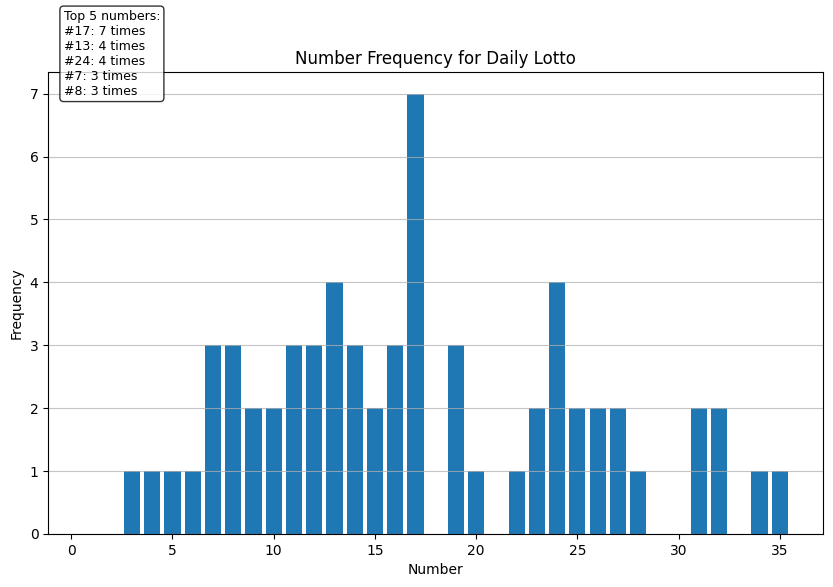 Top 5 numbers:
#17: 7 times
#13: 4 times
#24: 4 times
#7: 3 times
#8: 3 times
Number Frequency for Daily Lotto
Frequency
7
6
5
4
3
2
1
0
0 5 10 15 20 25 30 35
Number